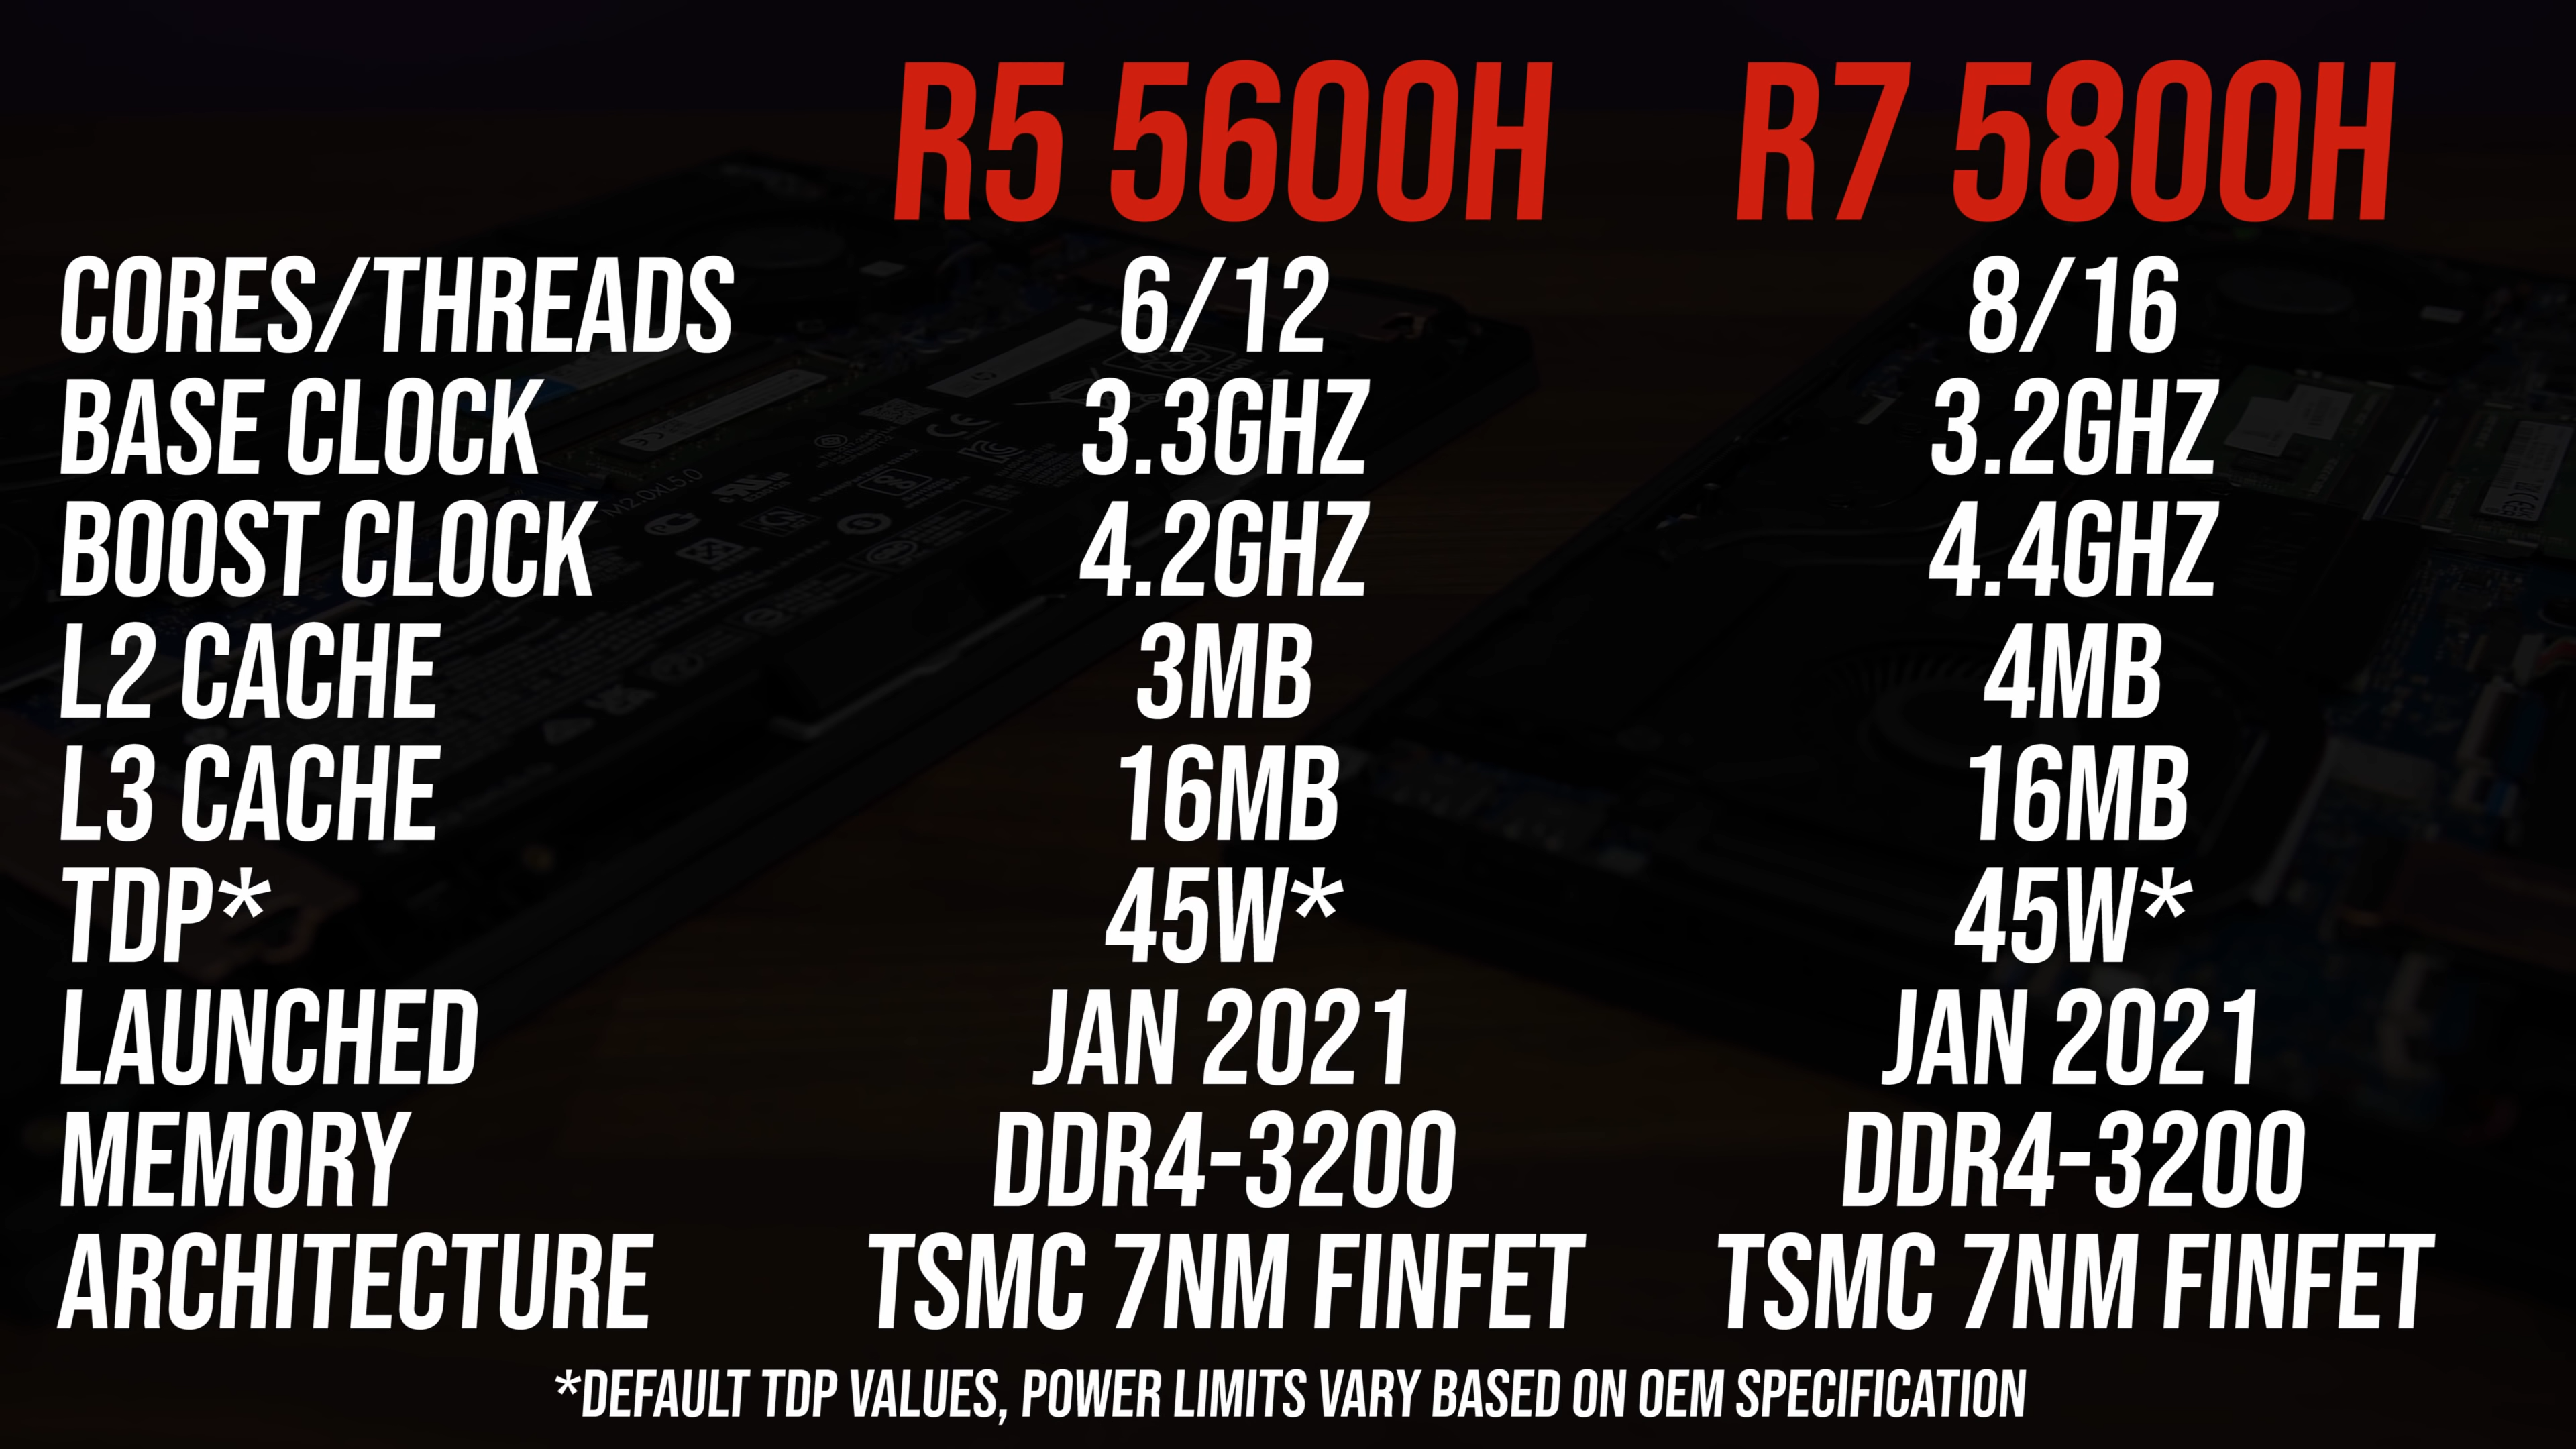 R5 5600H R7 5800H
CORES/THREADS 6/12 8/16
BASE CLOCK 3.3GHZ 3.2GHZ
BOOST CLOCK 4.2GHZ 4.4GHZ
L2 CACHE 3MB 4MB
L3 CACHE 16MB 16MB
TDP* 45W* 45W*
LAUNCHED JAN 2021 JAN 2021
MEMORY DDR4-3200 DDR4-3200
ARCHITECTURE TSMC 7NM FINFET TSMC 7NM FINFET
*DEFAULT TDP VALUES, POWER LIMITS VARY BASED ON OEM SPECIFICATION